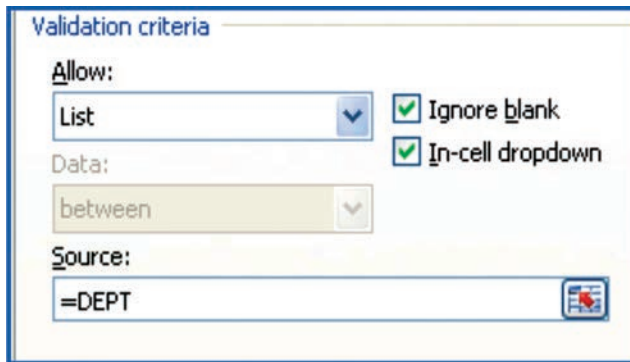 Validation criteria
Allow:
List
Ignore blank
In-cell dropdown
Data:
between
Source:
=DEPT